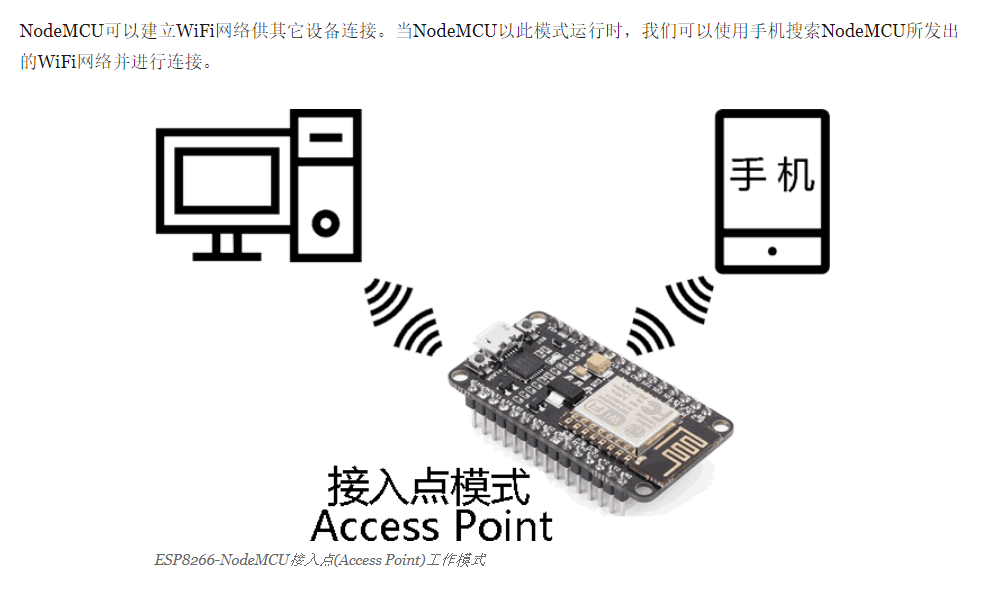 NodeMCU可以建立WiFi网络供其它设备连接。当NodeMCU以此模式运行时，我们可以使用手机搜索NodeMCU所发出
的WiFi网络并进行连接。
手机
接入点模式
Access Point
ESP8266-NodeMCU接入点(Access Point)工作模式